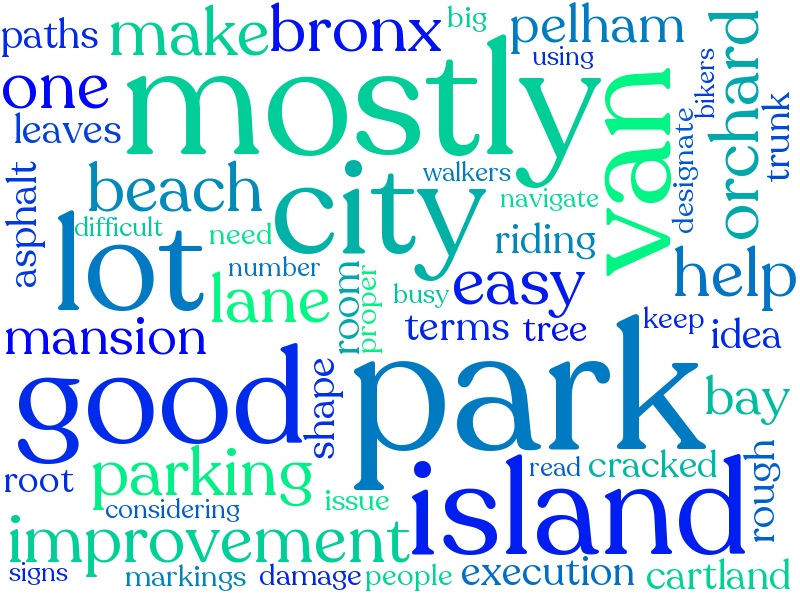 paths
make
bronx
big
pelham
using
one
leaves
mostly
van
bikers
orchard
trunk
designate
asphalt
beach
city
walkers
navigate
difficult
need
riding
lot
number
help
lane
room
proper
busy
easy
mansion
terms
tree
keep
idea
good
shape
park
bay
root
parking
read
cracked
rough
considering
issue
island
improvement
signs
markings
damage
people
execution
cartland